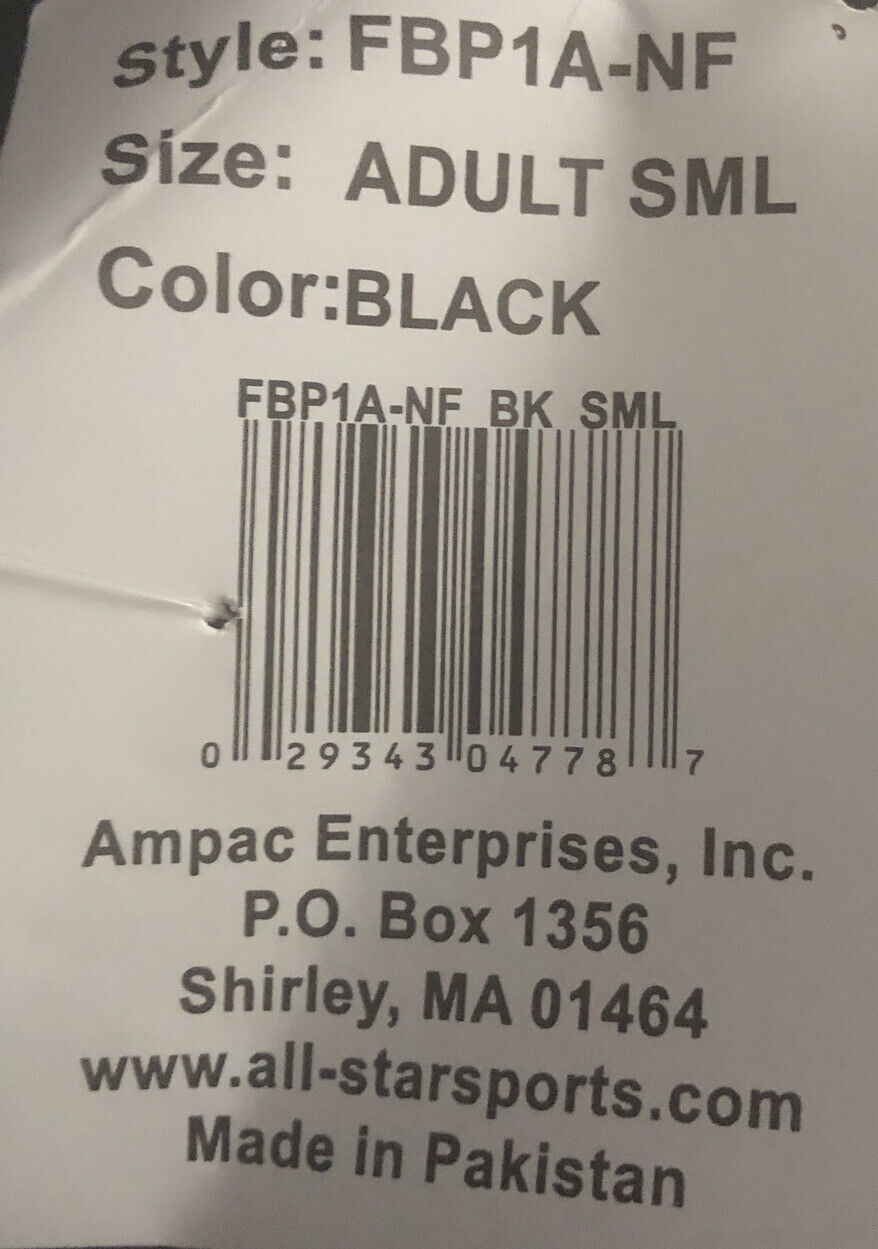 Style: FBP1A-NF
Size: ADULT SML
Color:BLACK
FBP1A-NF BK SML
0 29343 04778 7
Ampac Enterprises, Inc.
P.O. Box 1356
Shirley, MA 01464
www.all-starsports.com
Made in Pakistan